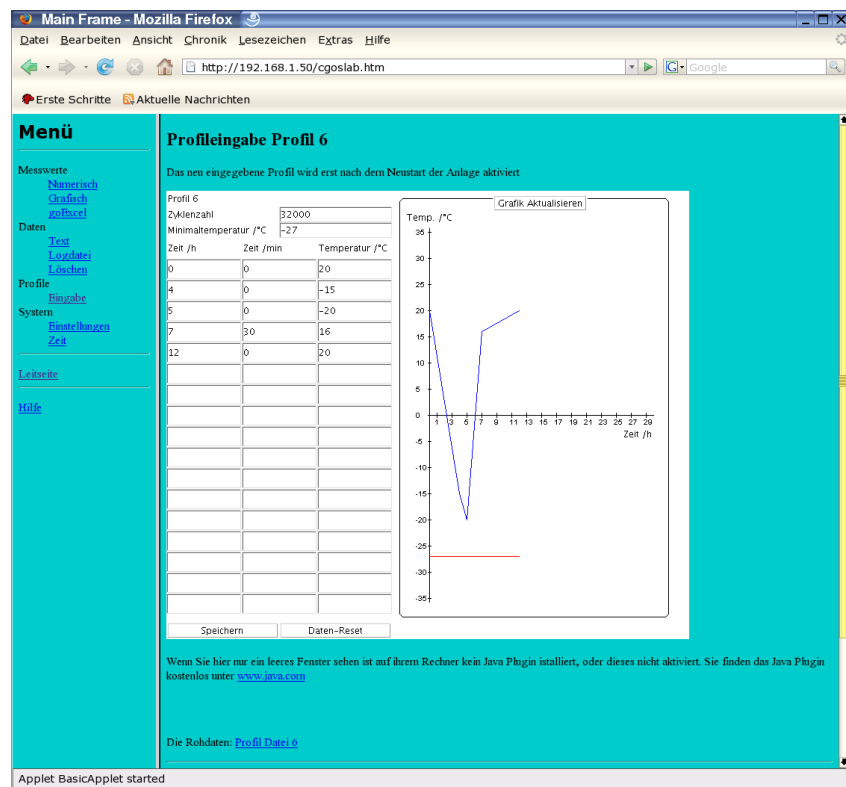 Main Frame - Mozilla Firefox
Datei Bearbeiten Ansicht Chronik Lesezeichen Extras Hilfe
http://192.168.1.50/cgoslab.htm
G Google
Erste Schritte Aktuelle Nachrichten
Menü
Messwerte
Numerisch
Grafisch
goExcel
Daten
Text
Logdatei
Löschen
Profile
Eingabe
System
Einstellungen
Zeit
Leitseite
Hilfe
Profileingabe Profil 6
Das neu eingegebene Profil wird erst nach dem Neustart der Anlage aktiviert
Profil 6
Zyklenzahl 32000
Minimaltemperatur /°C -27
Zeit /h Zeit /min Temperatur /°C
0 0 20
4 0 -15
5 0 -20
7 30 16
12 0 20
Speichern Daten-Reset
Grafik Aktualisieren
Temp. /°C
35
30
25
20
15
10
5
0
1 3 5 7 9 11 13 15 17 19 21 23 25 27 29
Zeit /h
-5
-10
-15
-20
-25
-30
-35
Wenn Sie hier nur ein leeres Fenster sehen ist auf ihrem Rechner kein Java Plugin istalliert, oder dieses nicht aktiviert. Sie finden das Java Plugin
kostenlos unter www.java.com
Die Rohdaten: Profil Datei 6
Applet BasicApplet started